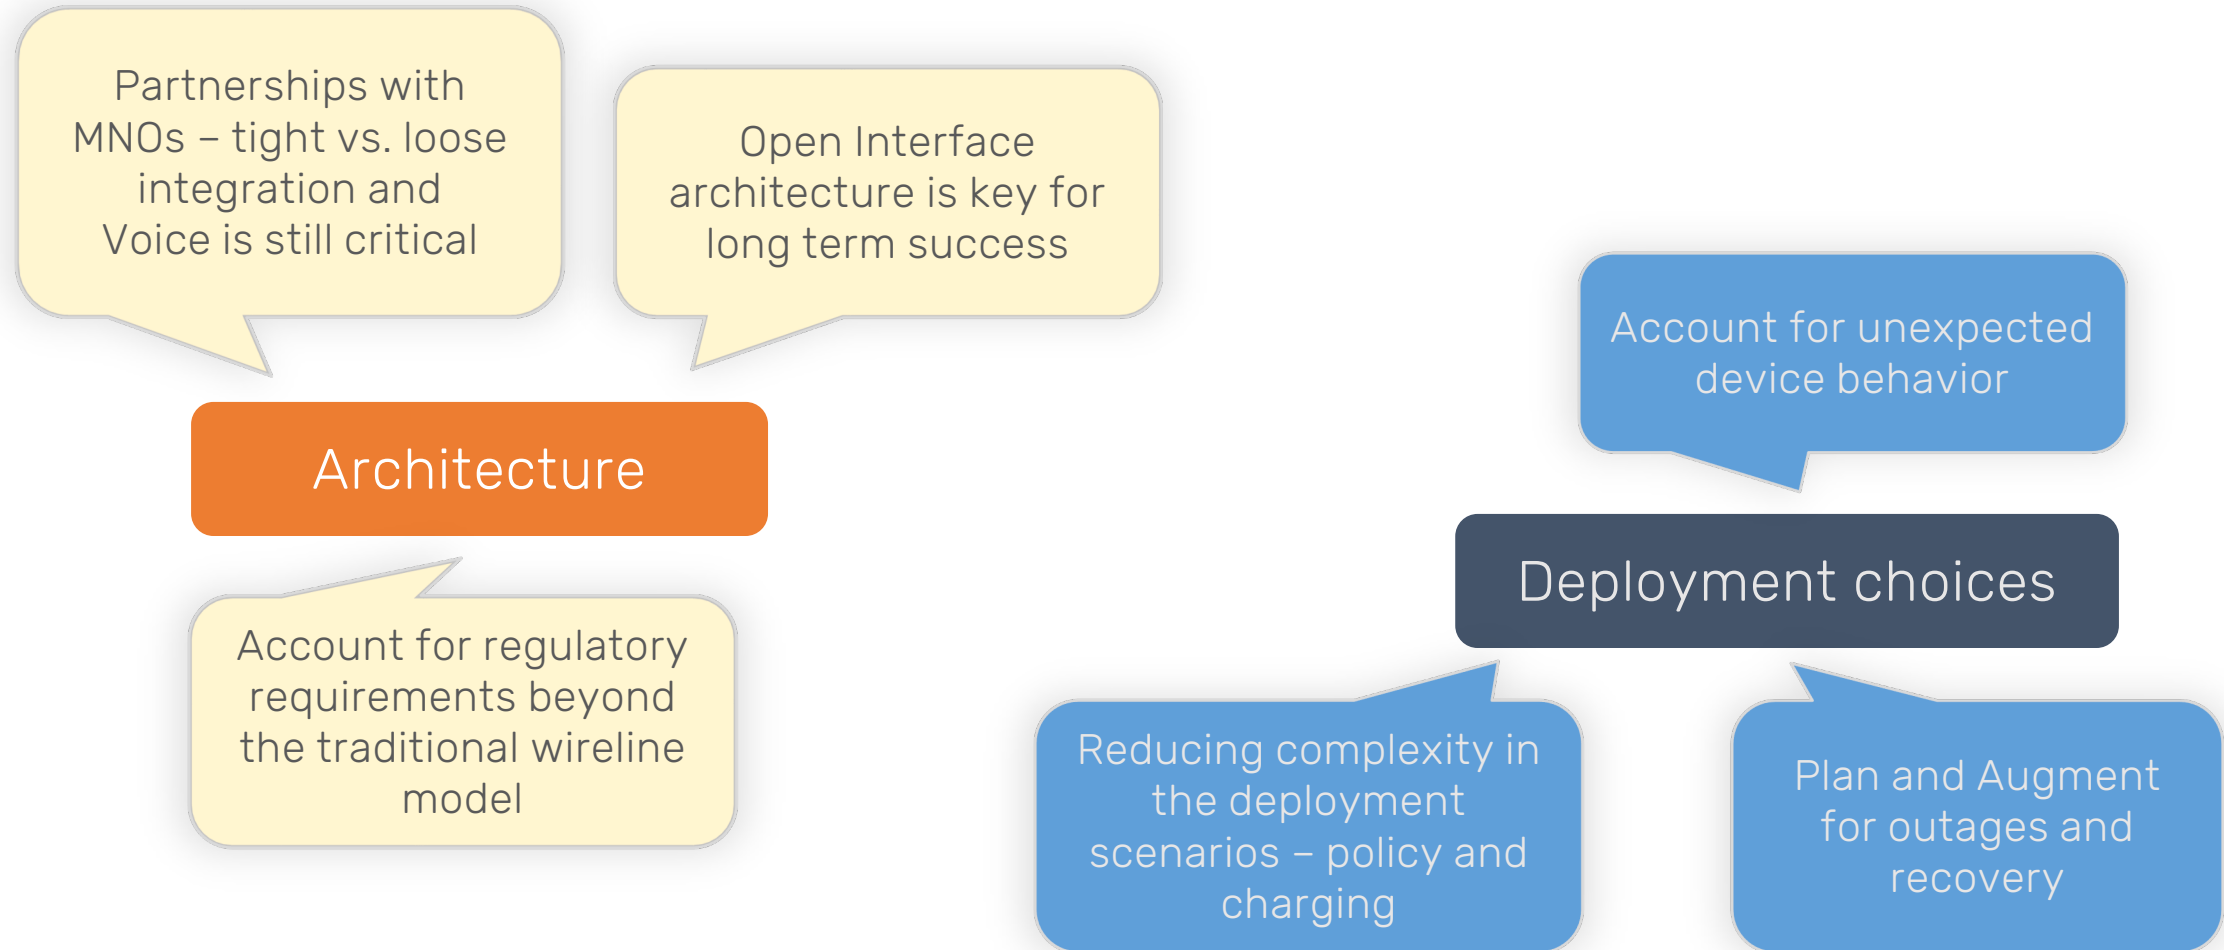 Partnerships with
MNOs – tight vs. loose
integration and
Voice is still critical
Open Interface
architecture is key for
long term success
Architecture
Account for regulatory
requirements beyond
the traditional wireline
model
Account for unexpected
device behavior
Deployment choices
Reducing complexity in
the deployment
scenarios – policy and
charging
Plan and Augment
for outages and
recovery